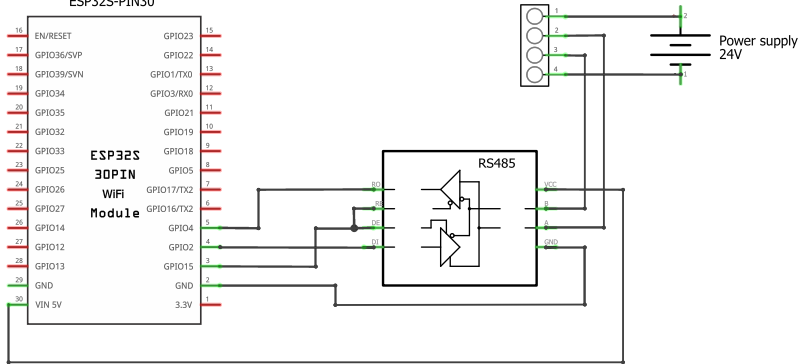 ESP32S-PIN30
16 EN/RESET GPIO23 15
17 GPIO36/SVP GPIO22 14
18 GPIO39/SVN GPIO1/TX0 13
19 GPIO34 GPIO3/RX0 12
20 GPIO35 GPIO21 11
21 GPIO32 GPIO19 10
22 GPIO33 GPIO18 9
23 GPIO25 GPIO5 8
24 GPIO26 GPIO17/TX2 7
25 GPIO27 GPIO16/TX2 6
26 GPIO14 GPIO4 5
27 GPIO12 GPIO2 4
28 GPIO13 GPIO15 3
29 GND GND 2
30 VIN 5V 3.3V 1
ESP32S
30PIN
WiFi
Module
RS485
RO VCC
RE B
DE A
DI GND
1
2
3
4
2
Power supply
24V
1